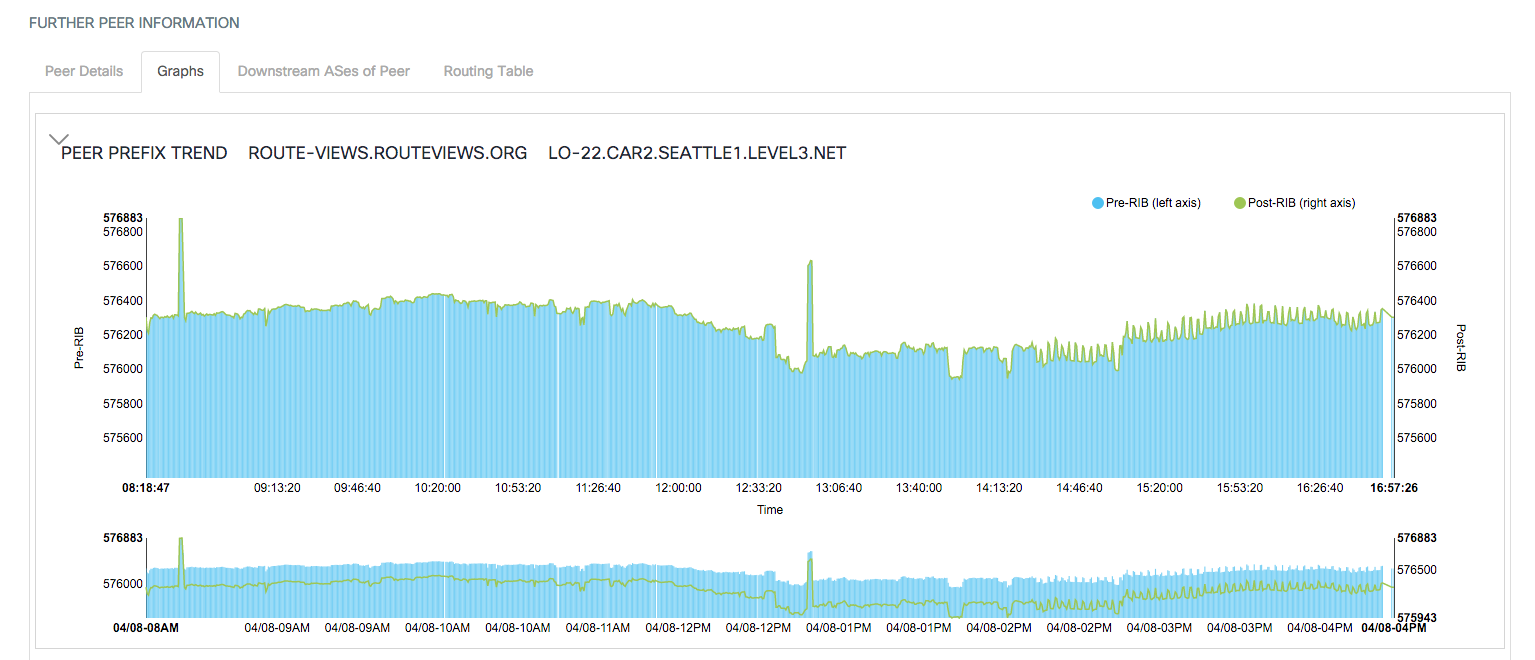 FURTHER PEER INFORMATION
Peer Details Graphs Downstream ASes of Peer Routing Table
PEER PREFIX TREND ROUTE-VIEWS.ROUTEVIEWS.ORG LO-22.CAR2.SEATTLE1.LEVEL3.NET
Pre-RIB (left axis) Post-RIB (right axis)
576883 576883
576800 576800
576600 576600
576400 576400
576200 576200
Pre-RIB Post-RIB
576000 576000
575800 575800
575600 575600
08:18:47 09:13:20 09:46:40 10:20:00 10:53:20 11:26:40 12:00:00 12:33:20 13:06:40 13:40:00 14:13:20 14:46:40 15:20:00 15:53:20 16:26:40 16:57:26
Time
576883 576883
576000 576500
575943
04/08-08AM 04/08-09AM 04/08-09AM 04/08-10AM 04/08-10AM 04/08-11AM 04/08-12PM 04/08-12PM 04/08-01PM 04/08-01PM 04/08-02PM 04/08-02PM 04/08-03PM 04/08-03PM 04/08-04PM 04/08-04PM